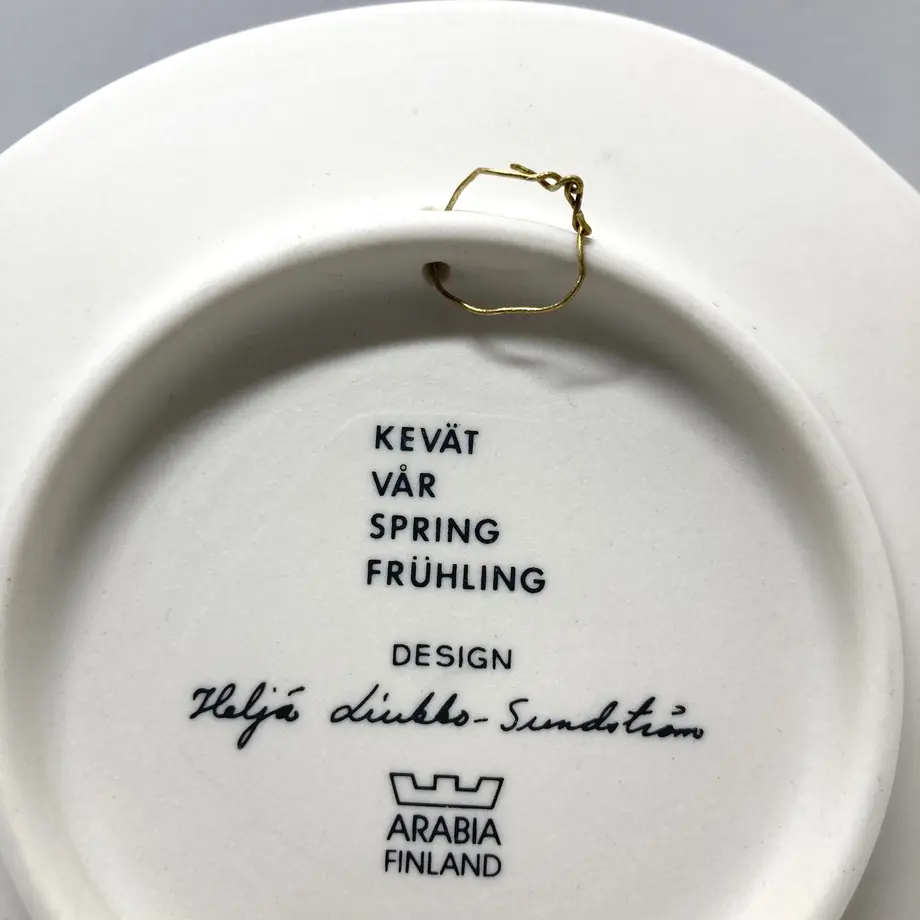 KEVÄT
VÅR
SPRING
FRÜHLING
DESIGN
Heljä Liukko-Sundström
ARABIA
FINLAND